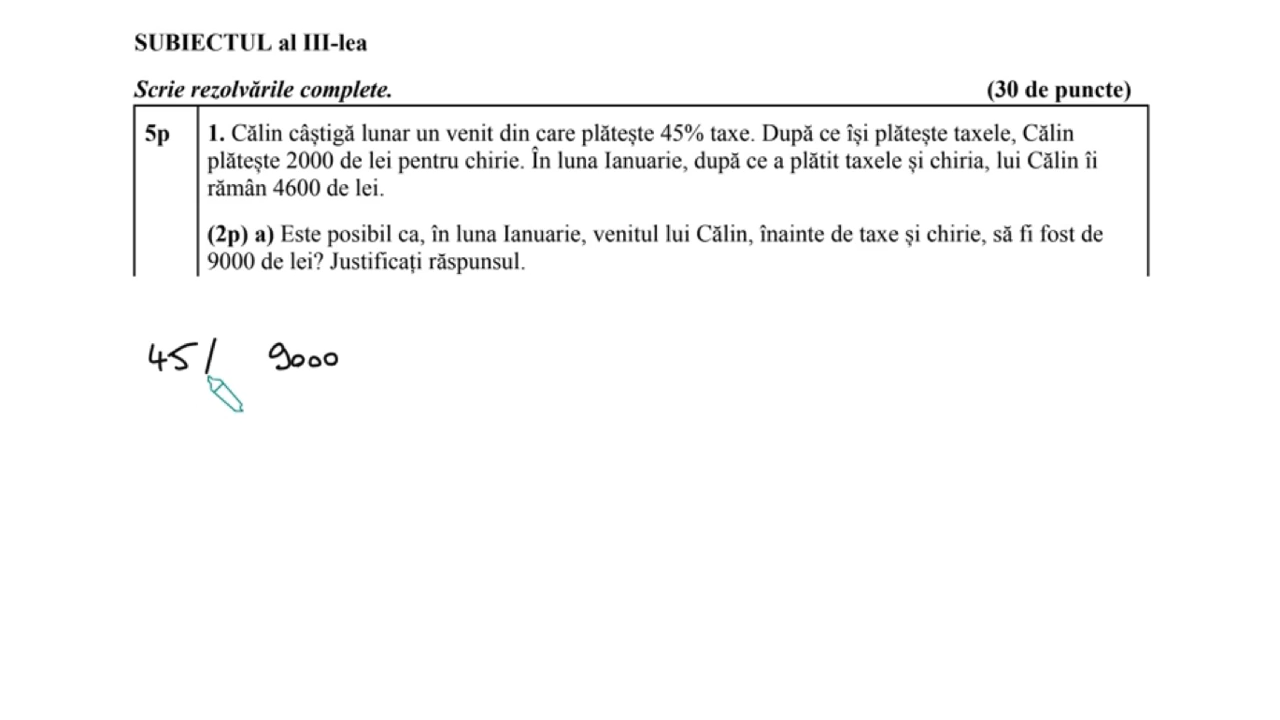 SUBIECTUL al III-lea
Scrie rezolvările complete. (30 de puncte)
5p 1. Călin câștigă lunar un venit din care plătește 45% taxe. După ce își plătește taxele, Călin
plătește 2000 de lei pentru chirie. În luna Ianuarie, după ce a plătit taxele și chiria, lui Călin îi
rămân 4600 de lei.
(2p) a) Este posibil ca, în luna Ianuarie, venitul lui Călin, înainte de taxe și chirie, să fi fost de
9000 de lei? Justificați răspunsul.
45/ 9000